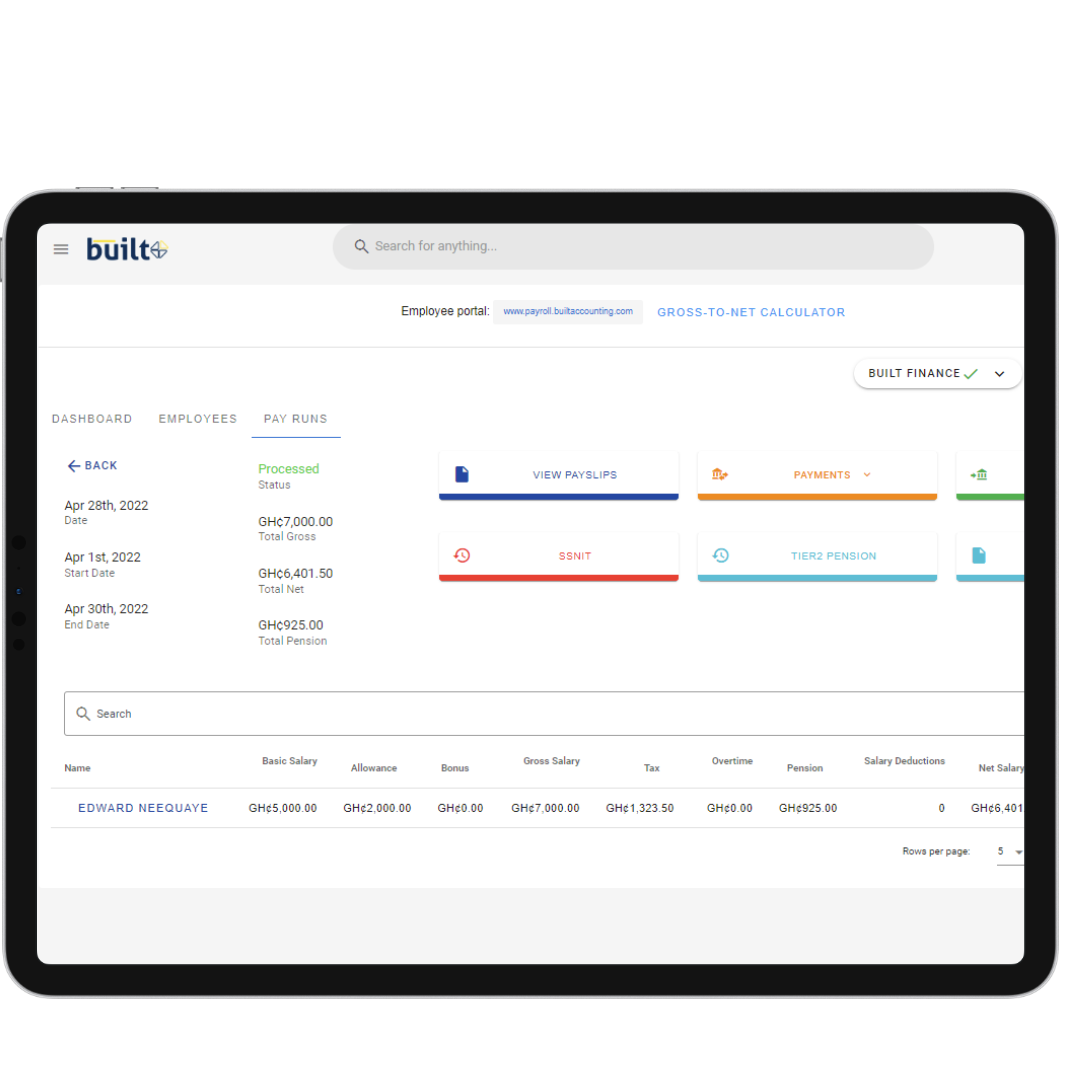 built
Search for anything...
Employee portal: www.payroll.builtaccounting.com GROSS-TO-NET CALCULATOR
BUILT FINANCE
DASHBOARD EMPLOYEES PAY RUNS
BACK
Apr 28th, 2022
Date
Apr 1st, 2022
Start Date
Apr 30th, 2022
End Date
Processed
Status
GH¢7,000.00
Total Gross
GH¢6,401.50
Total Net
GH¢925.00
Total Pension
VIEW PAYSLIPS
PAYMENTS
SSNIT
TIER2 PENSION
Search
Name Basic Salary Allowance Bonus Gross Salary Tax Overtime Pension Salary Deductions Net Salary
EDWARD NEEQUAYE GH¢5,000.00 GH¢2,000.00 GH¢0.00 GH¢7,000.00 GH¢1,323.50 GH¢0.00 GH¢925.00 0 GH¢6,401
Rows per page: 5